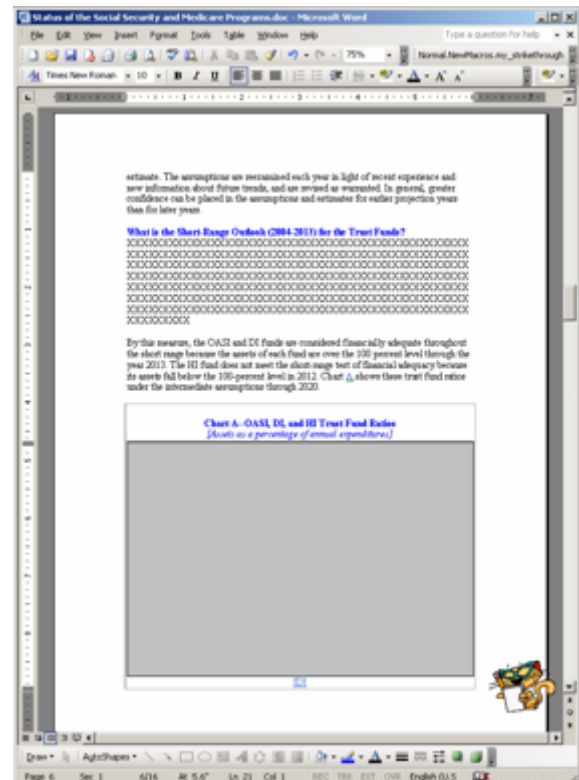 Status of the Social Security and Medicare Programs.doc - Microsoft Word
File Edit View Insert Format Tools Table Window Help Type a question for help
75% Normal.NewMacros.my_strikethrough
Times New Roman 10 B I U
estimate. The assumptions are reexamined each year in light of recent experience and
new information about future trends, and are revised as warranted. In general, greater
confidence can be placed in the assumptions and estimates for earlier projection years
than for later years.
What is the Short-Range Outlook (2004-2013) for the Trust Funds?
By this measure, the OASI and DI funds are considered financially adequate throughout
the short range because the assets of each fund are over the 100 percent level through the
year 2013. The HI fund does not meet the short range test of financial adequacy because
its assets fall below the 100-percent level in 2012. Chart A shows these trust fund ratios
under the intermediate assumptions through 2020.
Chart A--OASI, DI, and HI Trust Fund Ratios
[Assets as a percentage of annual expenditures]
Draw AutoShapes
Page 6 Sec 1 6/16 At 5.6" Ln 21 Col 1 REC TRK EXT OVR English (U.S